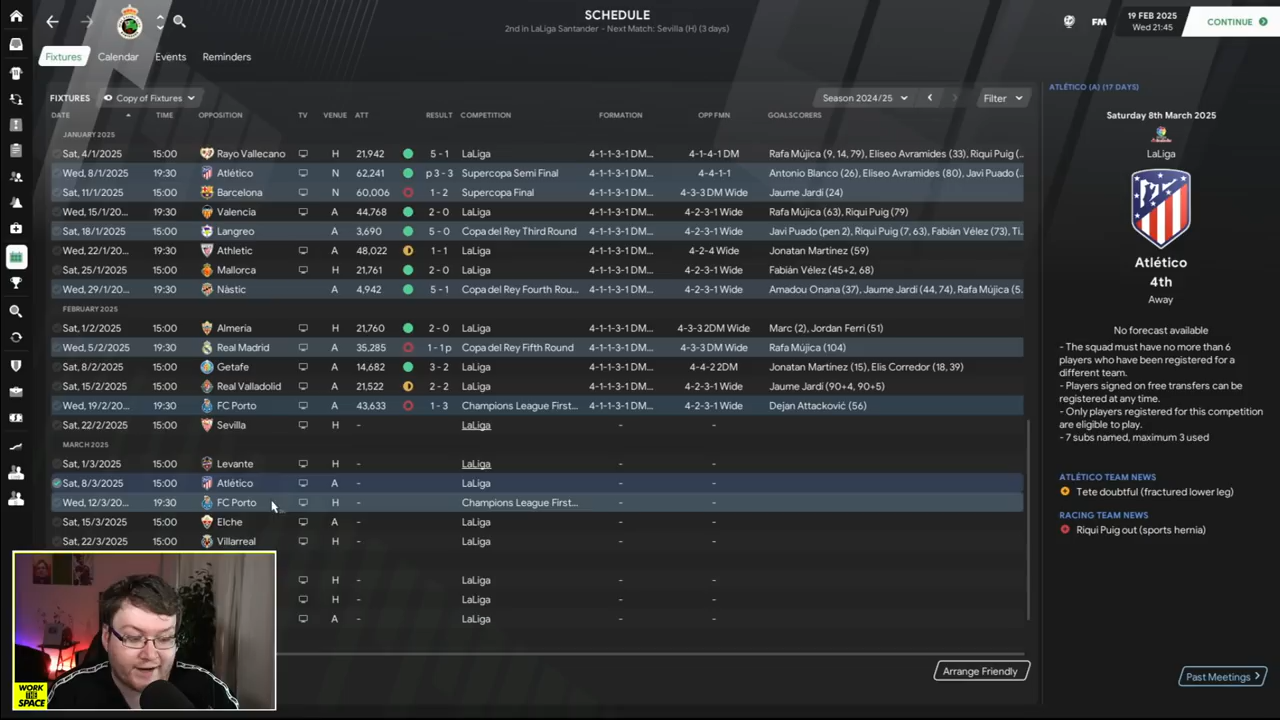 SCHEDULE
2nd in LaLiga Santander - Next Match: Sevilla (H) (3 days)
FM
19 FEB 2025
Wed 21:45
CONTINUE
Fixtures Calendar Events Reminders
FIXTURES Copy of Fixtures Season 2024/25 Filter
DATE TIME OPPOSITION TV VENUE ATT RESULT COMPETITION FORMATION OPP FMN GOALSCORERS
JANUARY 2025
Sat, 4/1/2025 15:00 Rayo Vallecano H 21,942 5 - 1 LaLiga 4-1-1-3-1 DM... 4-1-4-1 DM Rafa Mújica (9, 14, 79), Eliseo Avramides (33), Riqui Puig (..
Wed, 8/1/2025 19:30 Atlético N 62,241 p 3 - 3 Supercopa Semi Final 4-1-1-3-1 DM... 4-4-1-1 Antonio Blanco (26), Eliseo Avramides (80), Javi Puado (..
Sat, 11/1/2025 15:00 Barcelona N 60,006 1 - 2 Supercopa Final 4-1-1-3-1 DM... 4-3-3 DM Wide Jaume Jardí (24)
Wed, 15/1/20... 19:30 Valencia A 44,768 2 - 0 LaLiga 4-1-1-3-1 DM... 4-2-3-1 Wide Rafa Mújica (63), Riqui Puig (79)
Sat, 18/1/2025 15:00 Langreo A 3,690 5 - 0 Copa del Rey Third Round 4-1-1-3-1 DM... 4-2-3-1 Wide Javi Puado (pen 2), Riqui Puig (7, 63), Fabián Vélez (73), Ti...
Wed, 22/1/20... 19:30 Athletic A 48,022 1 - 1 LaLiga 4-1-1-3-1 DM... 4-2-4 Wide Jonatan Martínez (59)
Sat, 25/1/2025 15:00 Mallorca H 21,761 2 - 0 LaLiga 4-1-1-3-1 DM... 4-2-3-1 Wide Fabián Vélez (45+2, 68)
Wed, 29/1/20... 19:30 Nàstic A 4,942 5 - 1 Copa del Rey Fourth Rou... 4-1-1-3-1 DM... 4-2-3-1 Wide Amadou Onana (37), Jaume Jardí (44, 74), Rafa Mújica (5..
FEBRUARY 2025
Sat, 1/2/2025 15:00 Almería H 21,760 2 - 0 LaLiga 4-1-1-3-1 DM... 4-3-3 2DM Wide Marc (2), Jordan Ferri (51)
Wed, 5/2/2025 19:30 Real Madrid A 35,285 1 - 1 p Copa del Rey Fifth Round 4-1-1-3-1 DM... 4-3-3 DM Wide Rafa Mújica (104)
Sat, 8/2/2025 15:00 Getafe A 14,682 3 - 2 LaLiga 4-1-1-3-1 DM... 4-4-2 2DM Jonatan Martínez (15), Elis Corredor (18, 39)
Sat, 15/2/2025 15:00 Real Valladolid A 21,522 2 - 2 LaLiga 4-1-1-3-1 DM... 4-2-3-1 Wide Jaume Jardí (90+4, 90+5)
Wed, 19/2/20... 19:30 FC Porto A 43,633 1 - 3 Champions League First... 4-1-1-3-1 DM... 4-2-3-1 Wide Dejan Attacković (56)
Sat, 22/2/2025 15:00 Sevilla H - LaLiga - -
MARCH 2025
Sat, 1/3/2025 15:00 Levante H - LaLiga - -
Sat, 8/3/2025 15:00 Atlético A - LaLiga - -
Wed, 12/3/20... 19:30 FC Porto H - Champions League First... - -
Sat, 15/3/2025 15:00 Elche A - LaLiga - -
Sat, 22/3/2025 15:00 Villarreal H - LaLiga - -
H - LaLiga - -
H - LaLiga - -
A - LaLiga - -
Arrange Friendly
ATLÉTICO (A) (17 DAYS)
Saturday 8th March 2025
LaLiga
Atlético
4th
Away
No forecast available
- The squad must have no more than 6
players who have been registered for a
different team.
- Players signed on free transfers can be
registered at any time.
- Only players registered for this competition
are eligible to play.
- 7 subs named, maximum 3 used
ATLÉTICO TEAM NEWS
Tete doubtful (fractured lower leg)
RACING TEAM NEWS
Riqui Puig out (sports hernia)
Past Meetings
WORK
THE
SPACE